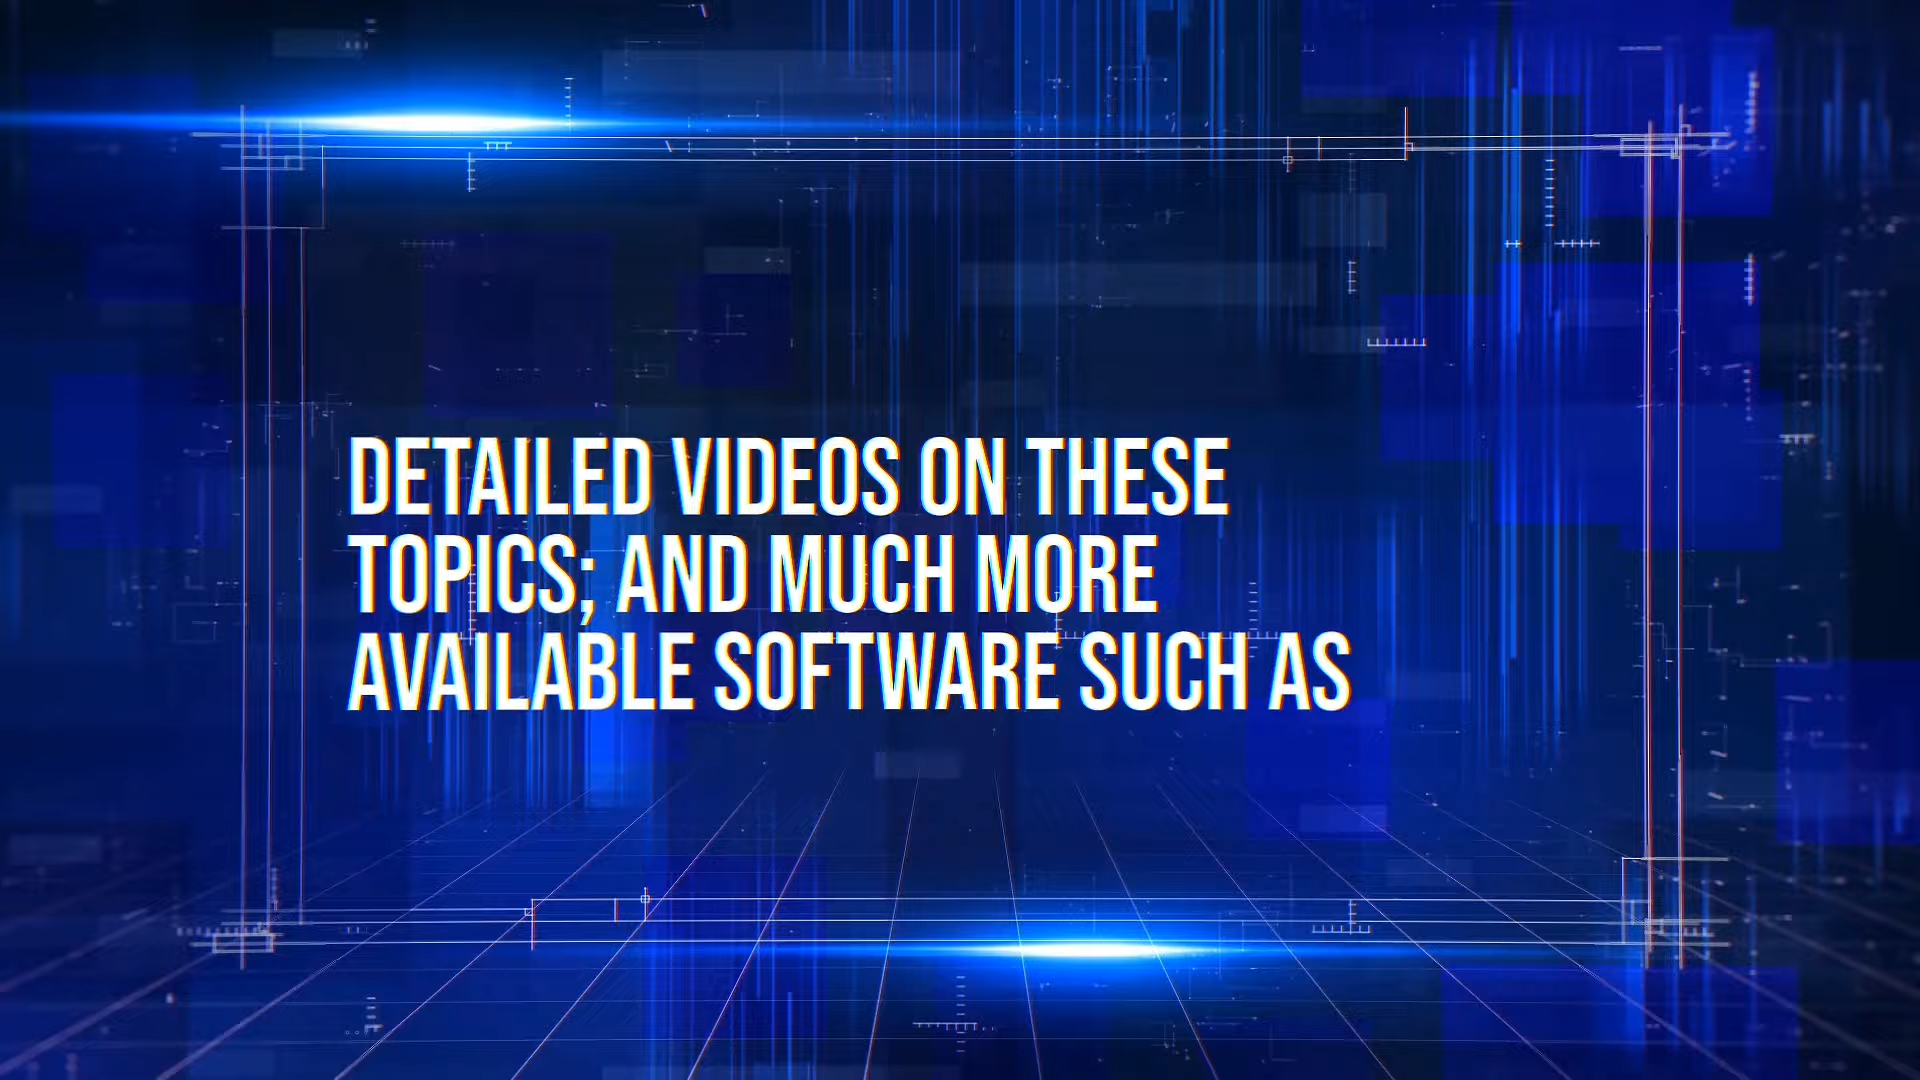 DETAILED VIDEOS ON THESE
TOPICS; AND MUCH MORE
AVAILABLE SOFTWARE SUCH AS